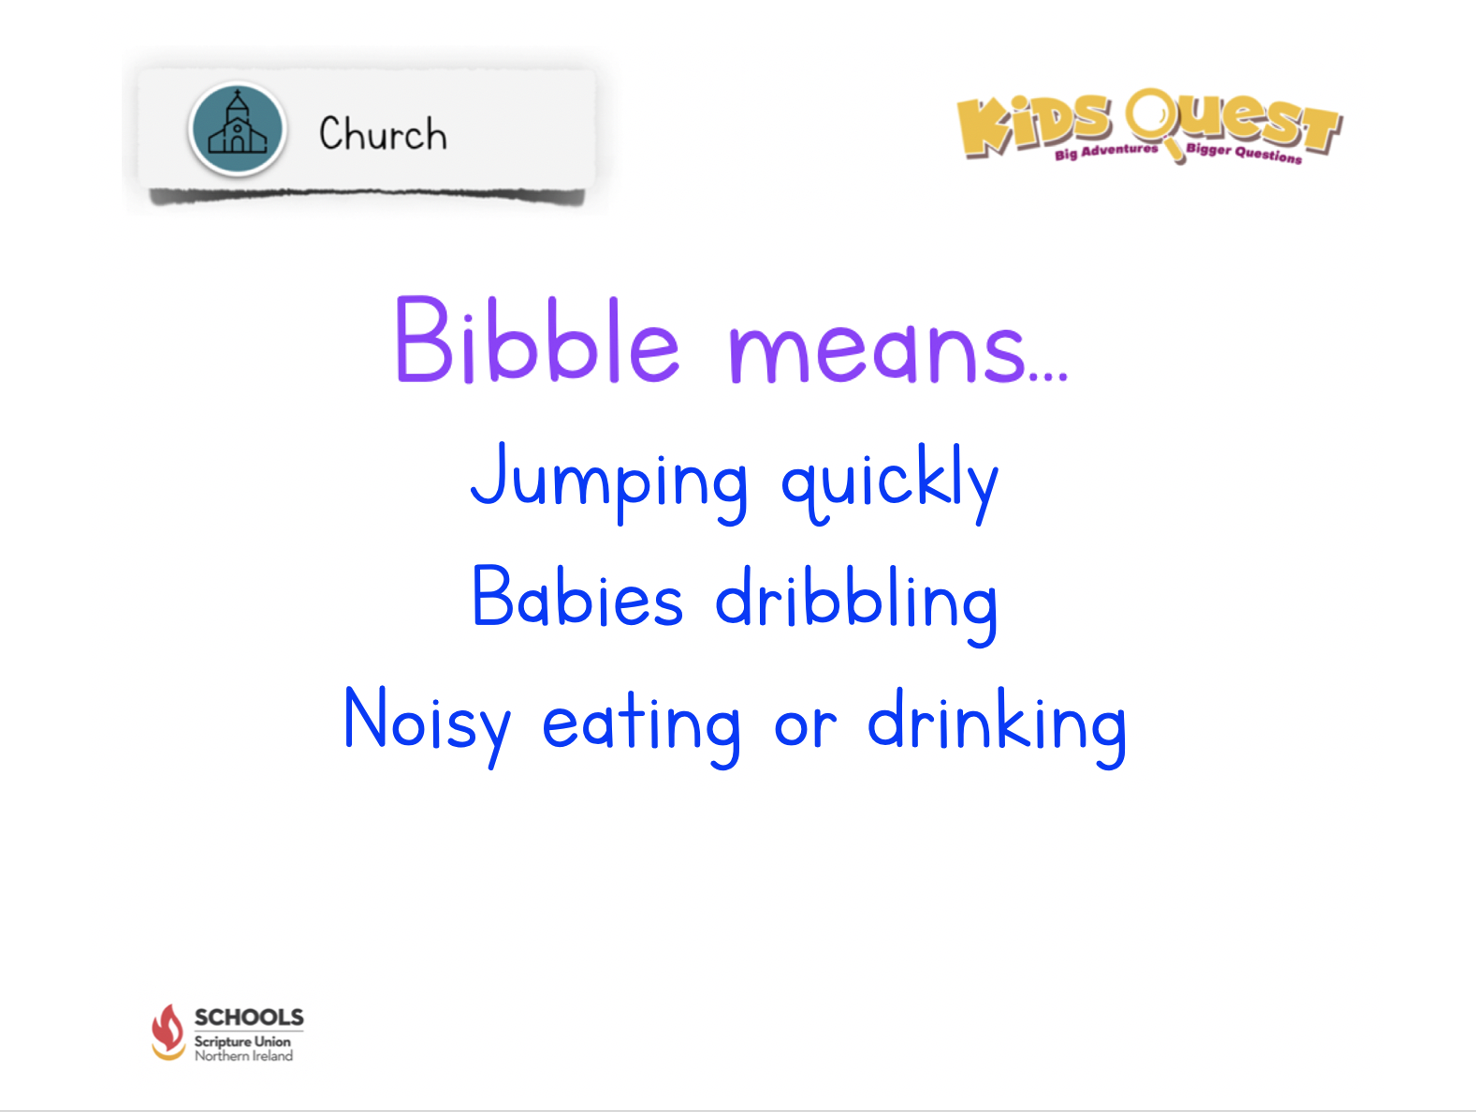 Church
KiDS QUEST
Big Adventures Bigger Questions
Bibble means...
Jumping quickly
Babies dribbling
Noisy eating or drinking
SCHOOLS
Scripture Union
Northern Ireland